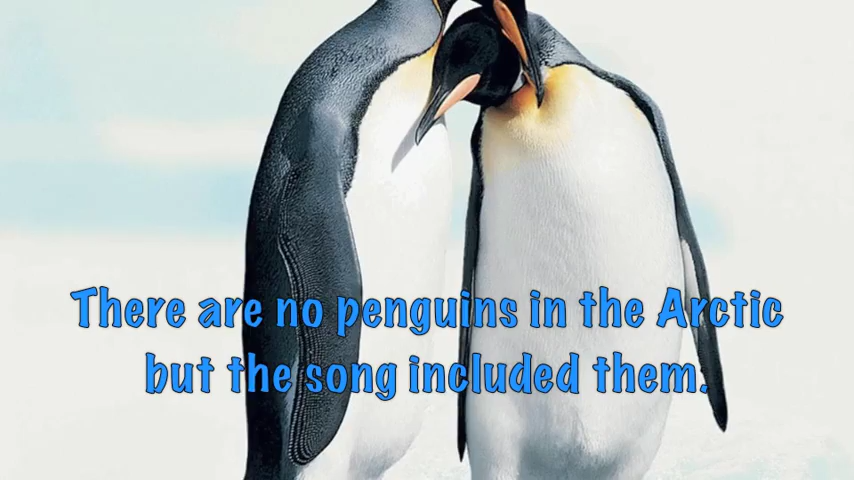 There are no penguins in the Arctic
but the song included them.